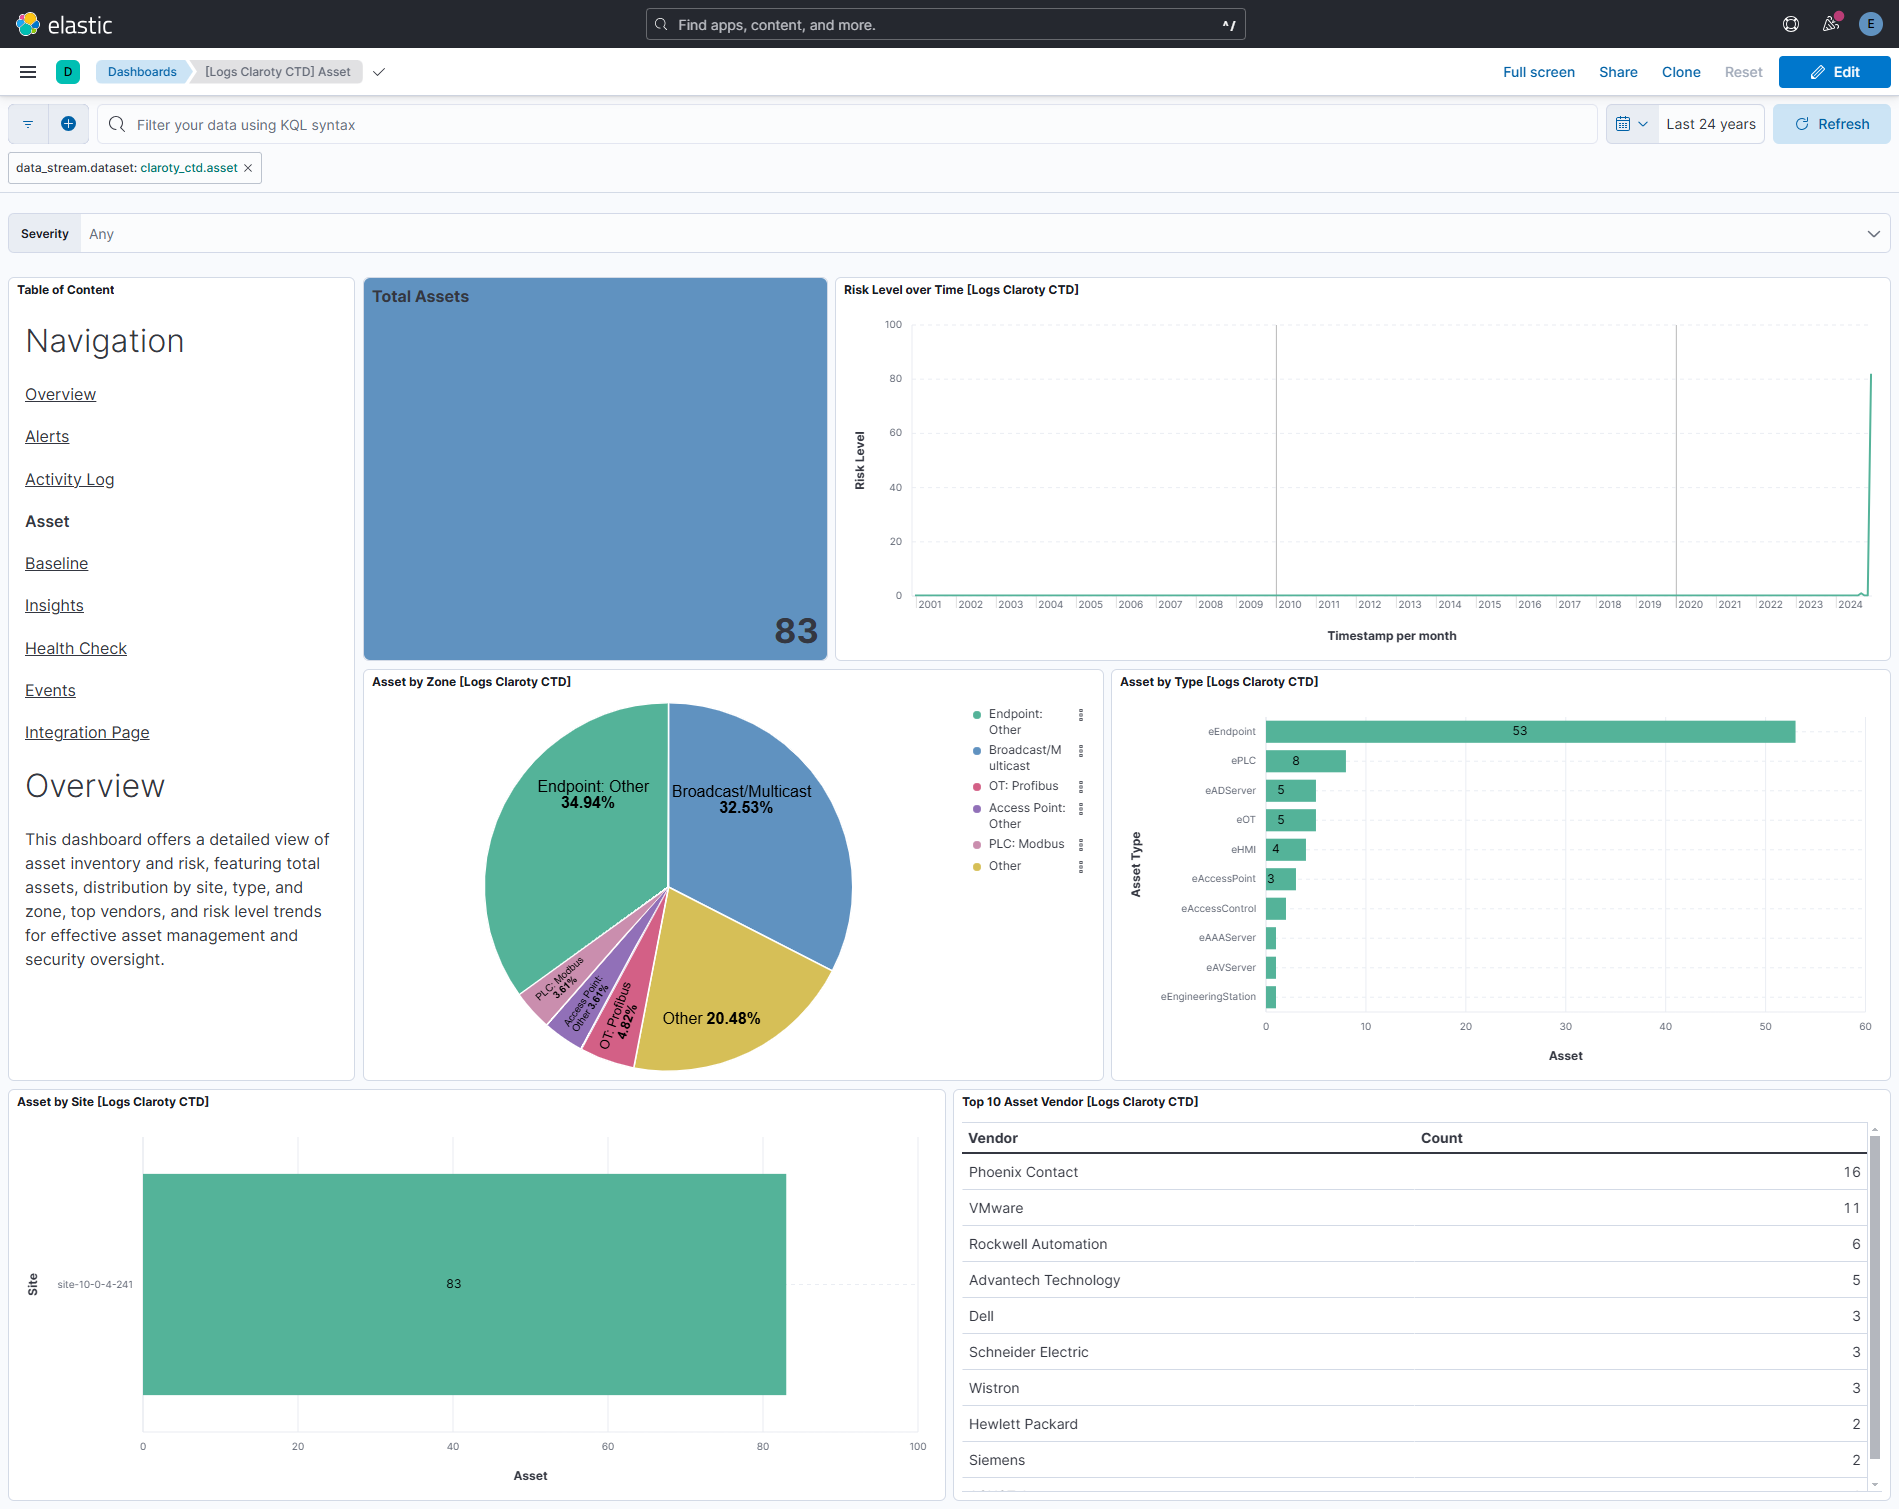 elastic
Find apps, content, and more.
^/
E
D
Dashboards
[Logs Claroty CTD] Asset
Full screen
Share
Clone
Reset
Edit
Filter your data using KQL syntax
Last 24 years
Refresh
data_stream.dataset: claroty_ctd.asset
Severity
Any
Table of Content
Navigation
Overview
Alerts
Activity Log
Asset
Baseline
Insights
Health Check
Events
Integration Page
Overview
This dashboard offers a detailed view of
asset inventory and risk, featuring total
assets, distribution by site, type, and
zone, top vendors, and risk level trends
for effective asset management and
security oversight.
Total Assets
83
Risk Level over Time [Logs Claroty CTD]
100
80
60
40
20
0
Risk Level
2001 2002 2003 2004 2005 2006 2007 2008 2009 2010 2011 2012 2013 2014 2015 2016 2017 2018 2019 2020 2021 2022 2023 2024
Timestamp per month
Asset by Zone [Logs Claroty CTD]
Endpoint: Other
34.94%
Broadcast/Multicast
32.53%
PLC: Modbus
3.61%
Access Point:
Other 3.61%
OT: Profibus
4.82%
Other 20.48%
Endpoint:
Other
Broadcast/M
ulticast
OT: Profibus
Access Point:
Other
PLC: Modbus
Other
Asset by Type [Logs Claroty CTD]
Asset Type
eEndpoint 53
ePLC 8
eADServer 5
eOT 5
eHMI 4
eAccessPoint 3
eAccessControl
eAAAServer
eAVServer
eEngineeringStation
0 10 20 30 40 50 60
Asset
Asset by Site [Logs Claroty CTD]
Site
site-10-0-4-241
83
0 20 40 60 80 100
Asset
Top 10 Asset Vendor [Logs Claroty CTD]
Vendor Count
Phoenix Contact 16
VMware 11
Rockwell Automation 6
Advantech Technology 5
Dell 3
Schneider Electric 3
Wistron 3
Hewlett Packard 2
Siemens 2